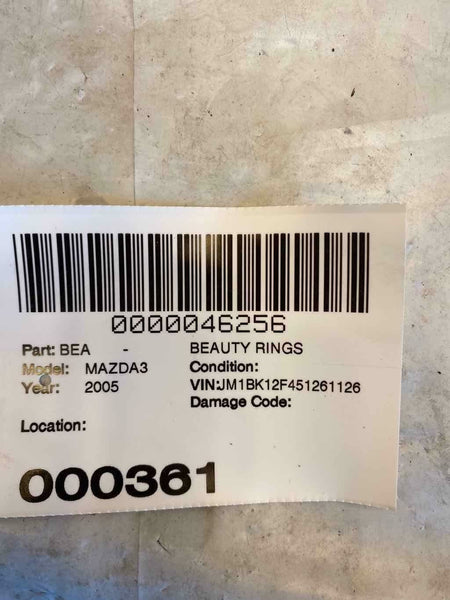 0000046256
Part: BEA - BEAUTY RINGS
Model: MAZDA3 Condition:
Year: 2005 VIN:JM1BK12F451261126
Damage Code:
Location:
000361